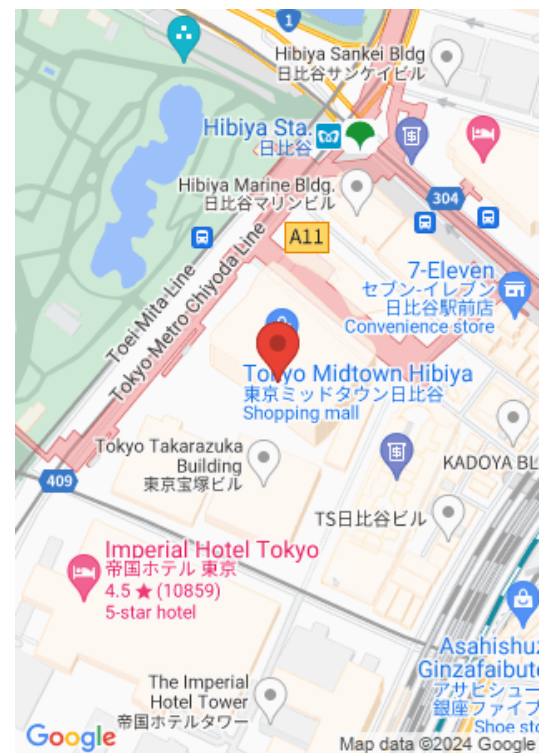 1
Hibiya Sankei Bldg
日比谷サンケイビル
Hibiya Sta.
日比谷
Hibiya Marine Bldg.
日比谷マリンビル
304
A11
Toei Mita Line
Tokyo Metro Chiyoda Line
7-Eleven
セブン-イレブン
日比谷駅前店
Convenience store
Tokyo Midtown Hibiya
東京ミッドタウン日比谷
Shopping mall
Tokyo Takarazuka
Building
東京宝塚ビル
KADOYA BL
409
TS日比谷ビル
Imperial Hotel Tokyo
帝国ホテル 東京
4.5 ★ (10859)
5-star hotel
Asahishuz
Ginzafaibute
アサヒシュー
銀座ファイブ
Shoe sto
The Imperial
Hotel Tower
帝国ホテルタワー
Google
Map data ©2024 Google